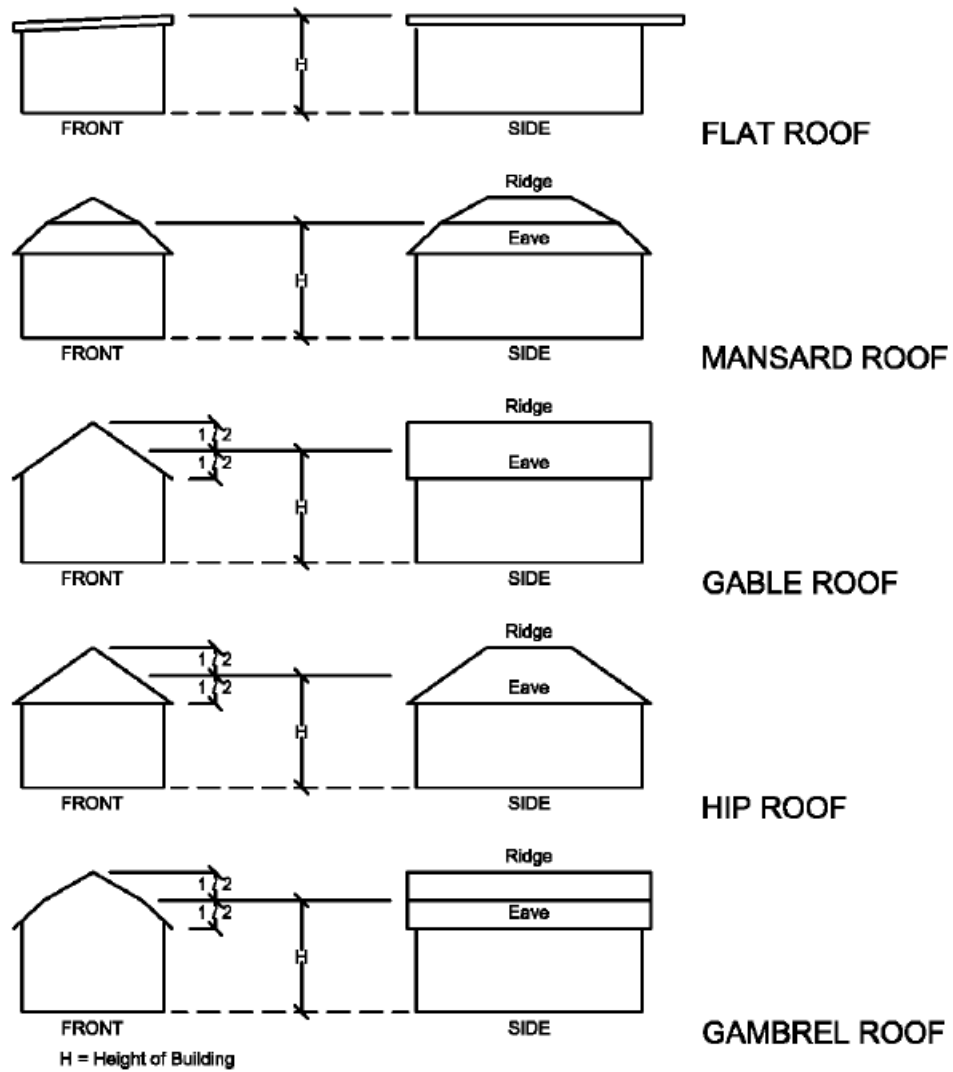 H
FRONT
SIDE
FLAT ROOF
Ridge
Eave
H
FRONT
SIDE
MANSARD ROOF
Ridge
1/2
1/2
Eave
H
FRONT
SIDE
GABLE ROOF
Ridge
1/2
1/2
Eave
H
FRONT
SIDE
HIP ROOF
Ridge
1/2
1/2
Eave
H
FRONT
SIDE
GAMBREL ROOF
H = Height of Building